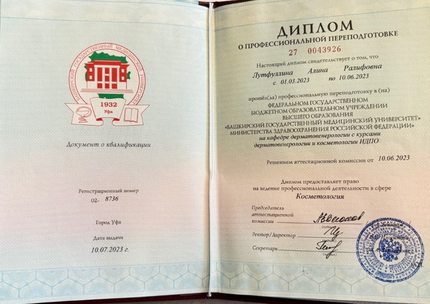 1932
Уфа
Документ о квалификации
Регистрационный номер
ПД- 8736
Город Уфа
Дата выдачи
10.07.2023 г.
ДИПЛОМ
О ПРОФЕССИОНАЛЬНОЙ ПЕРЕПОДГОТОВКЕ
27 0043926
Настоящий диплом свидетельствует о том, что
Лутфуллина Алина Ралифовна
с 01.03.2023 по 10.06.2023
прошёл(ла) профессиональную переподготовку в (на)
ФЕДЕРАЛЬНОМ ГОСУДАРСТВЕННОМ
БЮДЖЕТНОМ ОБРАЗОВАТЕЛЬНОМ УЧРЕЖДЕНИИ
ВЫСШЕГО ОБРАЗОВАНИЯ
«БАШКИРСКИЙ ГОСУДАРСТВЕННЫЙ МЕДИЦИНСКИЙ УНИВЕРСИТЕТ»
МИНИСТЕРСТВА ЗДРАВООХРАНЕНИЯ РОССИЙСКОЙ ФЕДЕРАЦИИ»
на кафедре дерматовенерологии с курсами
дерматовенерологии и косметологии ИДПО
Решением аттестационной комиссии от 10.06.2023
Диплом предоставляет право
на ведение профессиональной деятельности в сфере
Косметология
Председатель
аттестационной
комиссии
Ректор/Директор
Секретарь